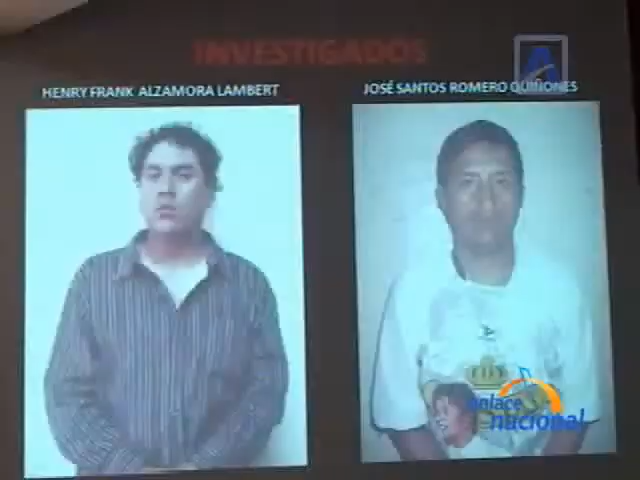 INVESTIGADOS
HENRY FRANK ALZAMORA LAMBERT
JOSÉ SANTOS ROMERO QUIÑONES
enlace
nacional